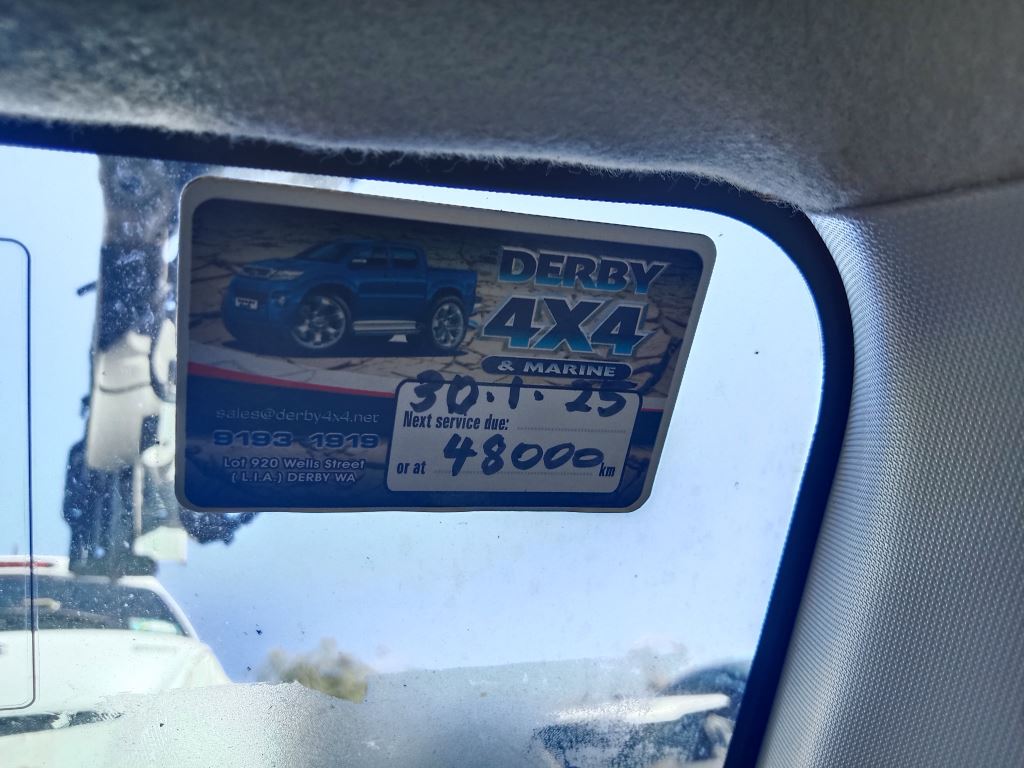 DERBY
4X4
& MARINE
30.1.25
Next service due:
or at 48000 km
sales@derby4x4.net
9193 1919
Lot 920 Wells Street
( L.I.A.) DERBY WA